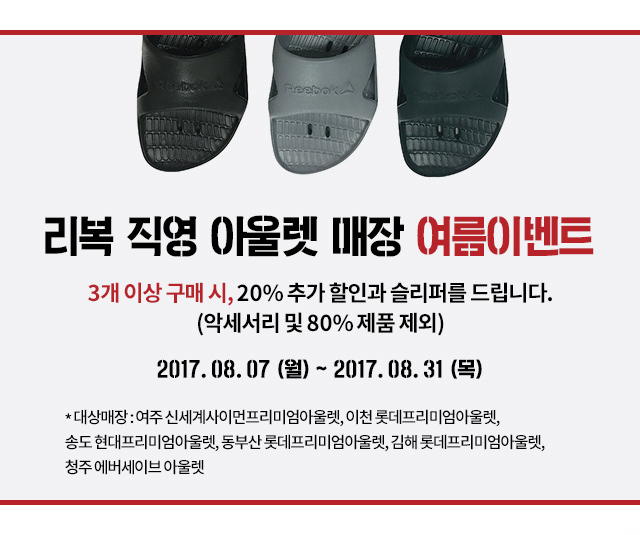 Reebok
리복 직영 아울렛 매장 여름이벤트
3개 이상 구매 시, 20% 추가 할인과 슬리퍼를 드립니다.
(악세서리 및 80% 제품 제외)
2017. 08. 07 (월) ~ 2017. 08. 31 (목)
* 대상매장 : 여주 신세계사이먼프리미엄아울렛, 이천 롯데프리미엄아울렛,
송도 현대프리미엄아울렛, 동부산 롯데프리미엄아울렛, 김해 롯데프리미엄아울렛,
청주 에버세이브 아울렛